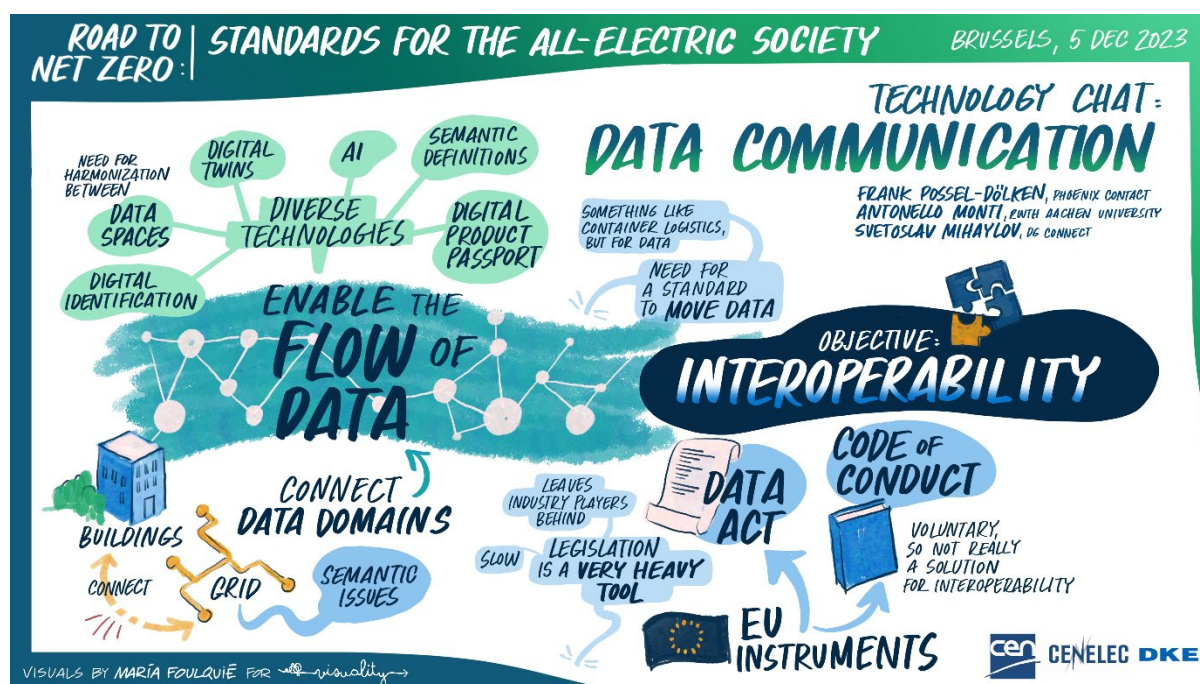 ROAD TO
NET ZERO:
STANDARDS FOR THE ALL-ELECTRIC SOCIETY
BRUSSELS, 5 DEC 2023
TECHNOLOGY CHAT:
DATA COMMUNICATION
FRANK POSSEL-DÖLKEN, PHOENIX CONTACT
ANTONELLO MONTI, RWTH AACHEN UNIVERSITY
SVETOSLAV MIHAYLOV, DG CONNECT
NEED FOR
HARMONIZATION
BETWEEN
DIGITAL
TWINS
AI
SEMANTIC
DEFINITIONS
DATA
SPACES
DIVERSE
TECHNOLOGIES
DIGITAL
PRODUCT
PASSPORT
DIGITAL
IDENTIFICATION
SOMETHING LIKE
CONTAINER LOGISTICS,
BUT FOR DATA
NEED FOR
A STANDARD
TO MOVE DATA
ENABLE THE
FLOW OF
DATA
OBJECTIVE:
INTEROPERABILITY
BUILDINGS
CONNECT
GRID
CONNECT
DATA DOMAINS
SEMANTIC
ISSUES
LEAVES
INDUSTRY PLAYERS
BEHIND
SLOW
LEGISLATION
IS A VERY HEAVY
TOOL
DATA
ACT
CODE OF
CONDUCT
VOLUNTARY,
SO NOT REALLY
A SOLUTION
FOR INTEROPERABILITY
EU
INSTRUMENTS
cen
CENELEC
DKE
VISUALS BY MARÍA FOULQUIÉ FOR visuality